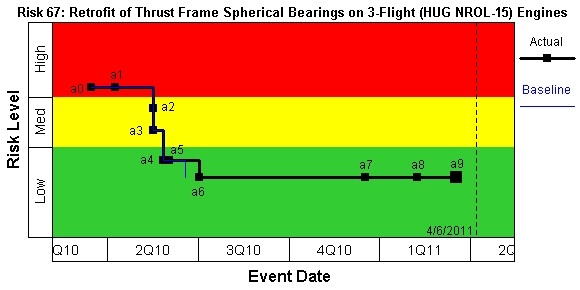 Risk 67: Retrofit of Thrust Frame Spherical Bearings on 3-Flight (HUG NROL-15) Engines
Actual
Baseline
Risk Level
High
Med
Low
a0
a1
a2
a3
a4
a5
a6
a7
a8
a9
4/6/2011
Q10
2Q10
3Q10
4Q10
1Q11
2Q
Event Date